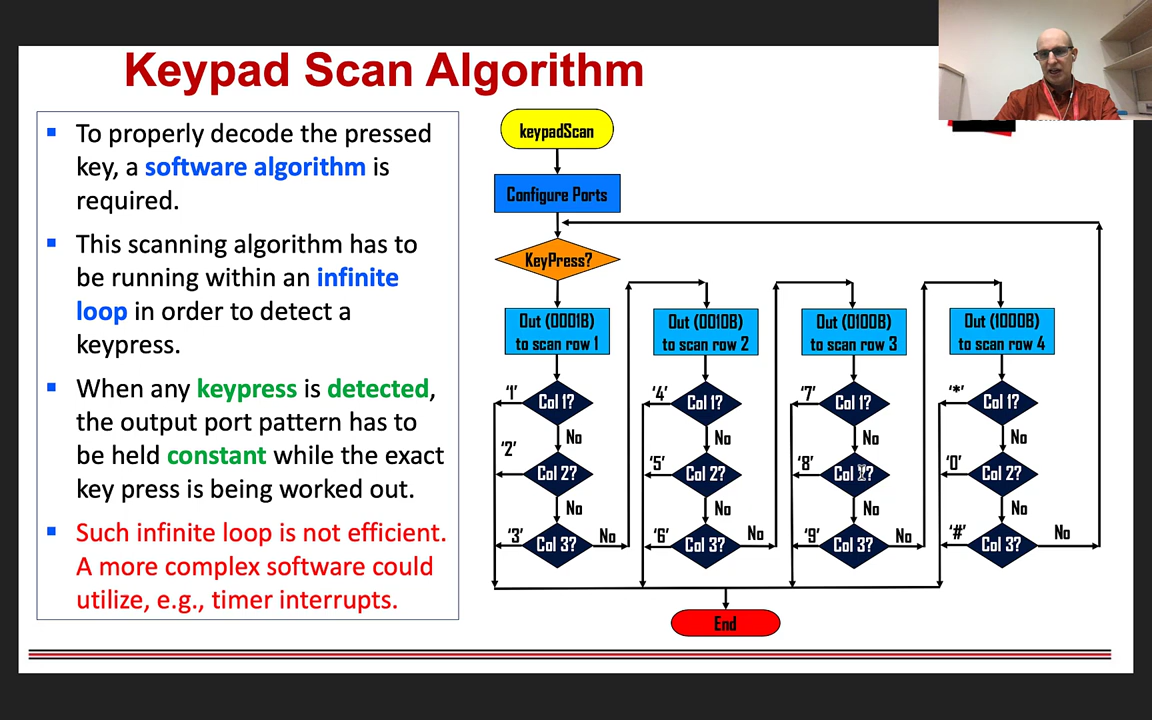 Keypad Scan Algorithm
To properly decode the pressed
key, a software algorithm is
required.
This scanning algorithm has to
be running within an infinite
loop in order to detect a
keypress.
When any keypress is detected,
the output port pattern has to
be held constant while the exact
key press is being worked out.
Such infinite loop is not efficient.
A more complex software could
utilize, e.g., timer interrupts.
keypadScan
Configure Ports
KeyPress?
Out (0001B)
to scan row 1
Out (0010B)
to scan row 2
Out (0100B)
to scan row 3
Out (1000B)
to scan row 4
'1'
Col 1?
'4'
Col 1?
'7'
Col 1?
'*'
Col 1?
No
No
No
No
'2'
Col 2?
'5'
Col 2?
'8'
Col ?
'0'
Col 2?
No
No
No
No
'3'
Col 3?
No
'6'
Col 3?
No
'9'
Col 3?
No
'#'
Col 3?
No
End